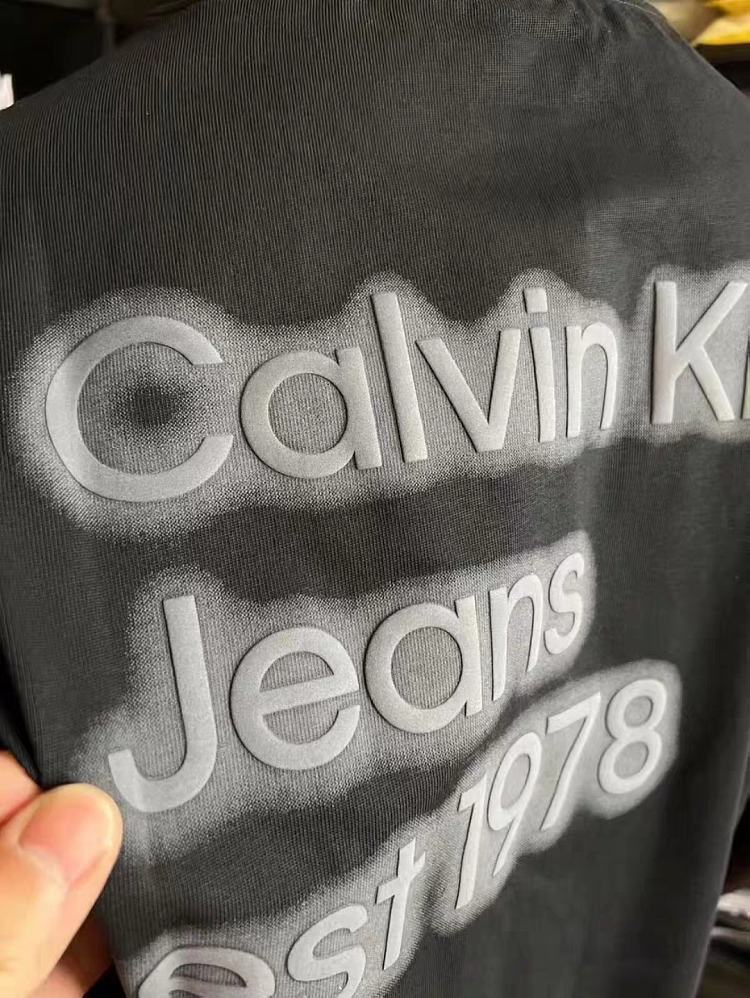 Calvin K
Jeans
est 1978